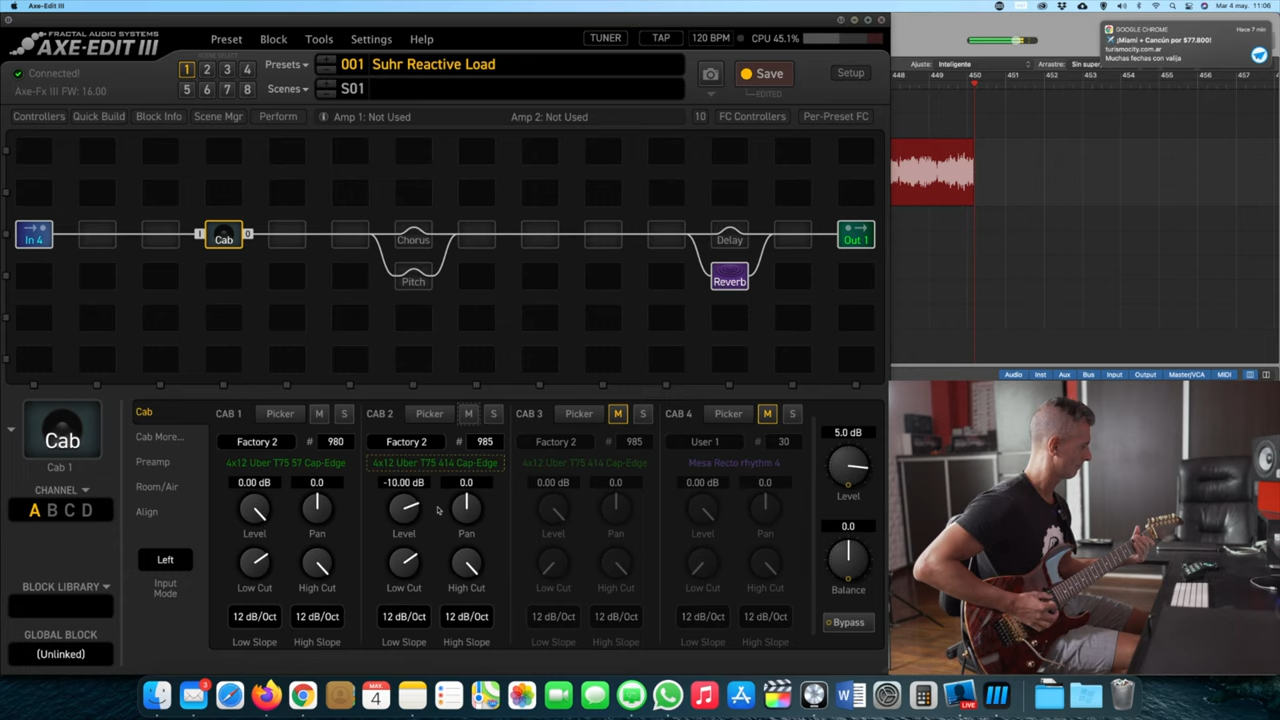 Axe-Edit III
Mar 4 may. 11:06
FRACTAL AUDIO SYSTEMS
AXE-EDIT III
Preset Block Tools Settings Help
TUNER TAP 120 BPM CPU 45.1%
Connected!
Axe-Fx III FW: 16.00
SCENE SELECT
1 2 3 4
5 6 7 8
Presets
001 Suhr Reactive Load
Scenes
S01
Save
EDITED
Setup
Controllers Quick Build Block Info Scene Mgr Perform Amp 1: Not Used Amp 2: Not Used 10 FC Controllers Per-Preset FC
In 4 I Cab O Chorus Delay Out 1
Pitch Reverb
GOOGLE CHROME Hace 7 min
¡Miami + Cancún por $77.800!
turismocity.com.ar
Muchas fechas con valija
Ajuste: Inteligente Arrastre: Sin super
448 449 450 451 452 453 454 455 456 457
Audio Inst Aux Bus Input Output Master/VCA MIDI
Cab
Cab 1
CHANNEL
A B C D
BLOCK LIBRARY
GLOBAL BLOCK
(Unlinked)
Cab
Cab More...
Preamp
Room/Air
Align
Left
Input
Mode
CAB 1 Picker M S CAB 2 Picker M S CAB 3 Picker M S CAB 4 Picker M S
Factory 2 # 980 Factory 2 # 985 Factory 2 # 985 User 1 # 30
4x12 Uber T75 57 Cap-Edge 4x12 Uber T75 414 Cap-Edge 4x12 Uber T75 414 Cap-Edge Mesa Recto rhythm 4
0.00 dB 0.0 -10.00 dB 0.0 0.00 dB 0.0 0.00 dB 0.0
Level Pan Level Pan Level Pan Level Pan
Low Cut High Cut Low Cut High Cut Low Cut High Cut Low Cut High Cut
12 dB/Oct 12 dB/Oct 12 dB/Oct 12 dB/Oct 12 dB/Oct 12 dB/Oct 12 dB/Oct 12 dB/Oct
Low Slope High Slope Low Slope High Slope Low Slope High Slope Low Slope High Slope
5.0 dB
Level
0.0
Balance
Bypass
3
MAY.
4
W
LIVE